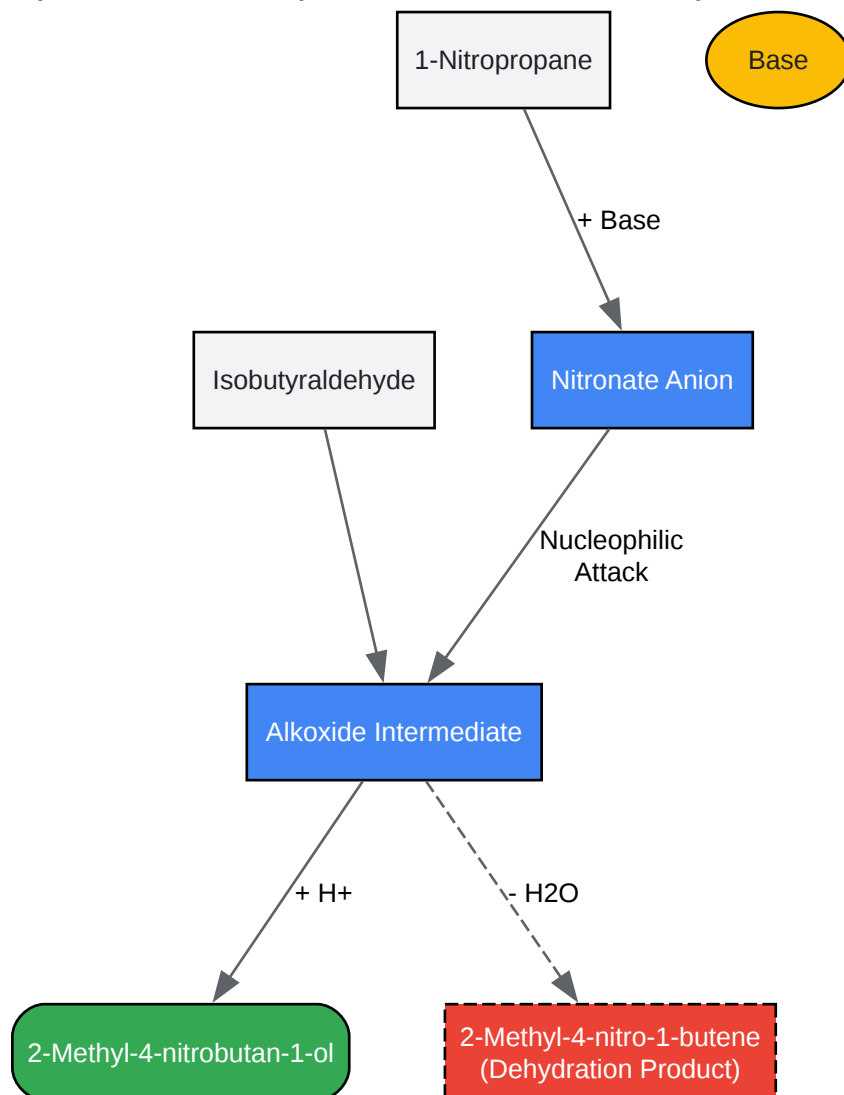 1-Nitropropane
Base
+ Base
Isobutyraldehyde
Nitronate Anion
Nucleophilic
Attack
Alkoxide Intermediate
+ H+
- H2O
2-Methyl-4-nitrobutan-1-ol
2-Methyl-4-nitro-1-butene
(Dehydration Product)